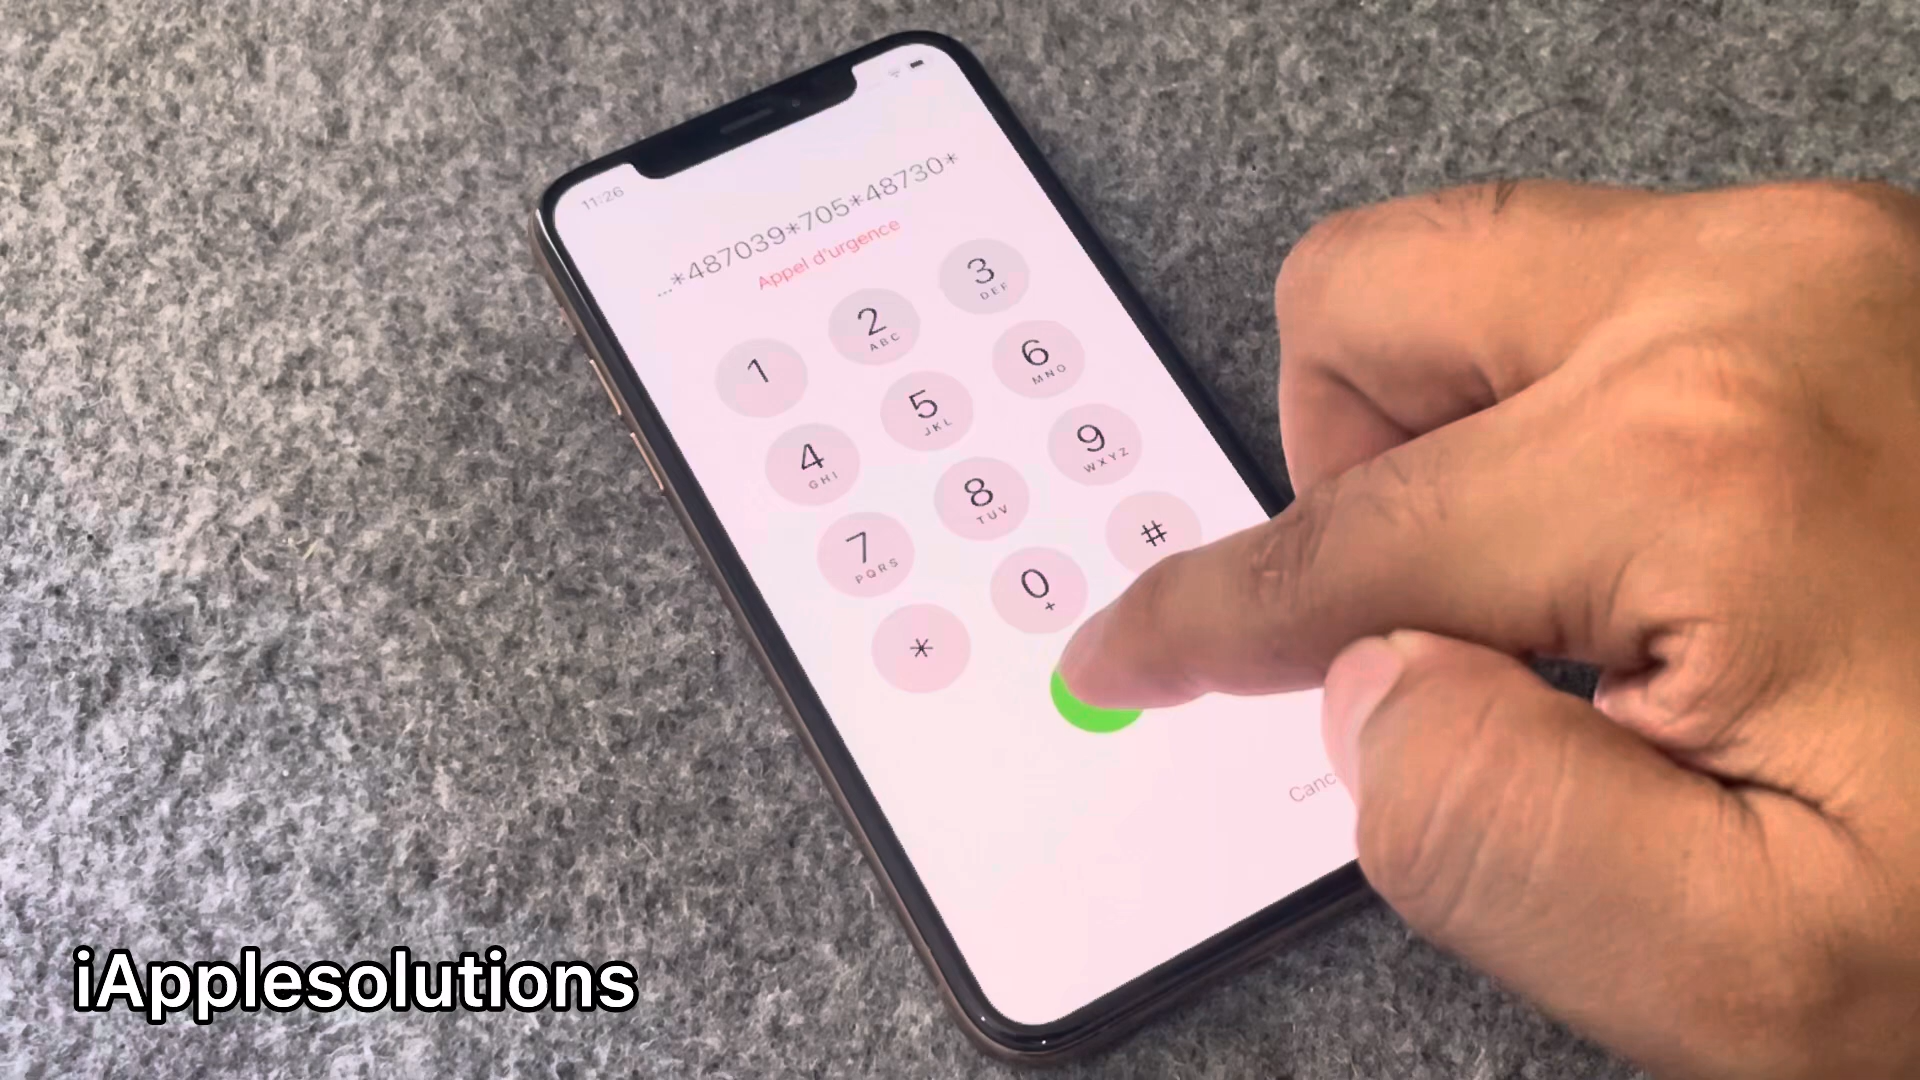 11:26
...*487039*705*48730*
Appel d'urgence
1
2
ABC
3
DEF
4
GHI
5
JKL
6
MNO
7
PQRS
8
TUV
9
WXYZ
*
0
+
#
iApplesolutions